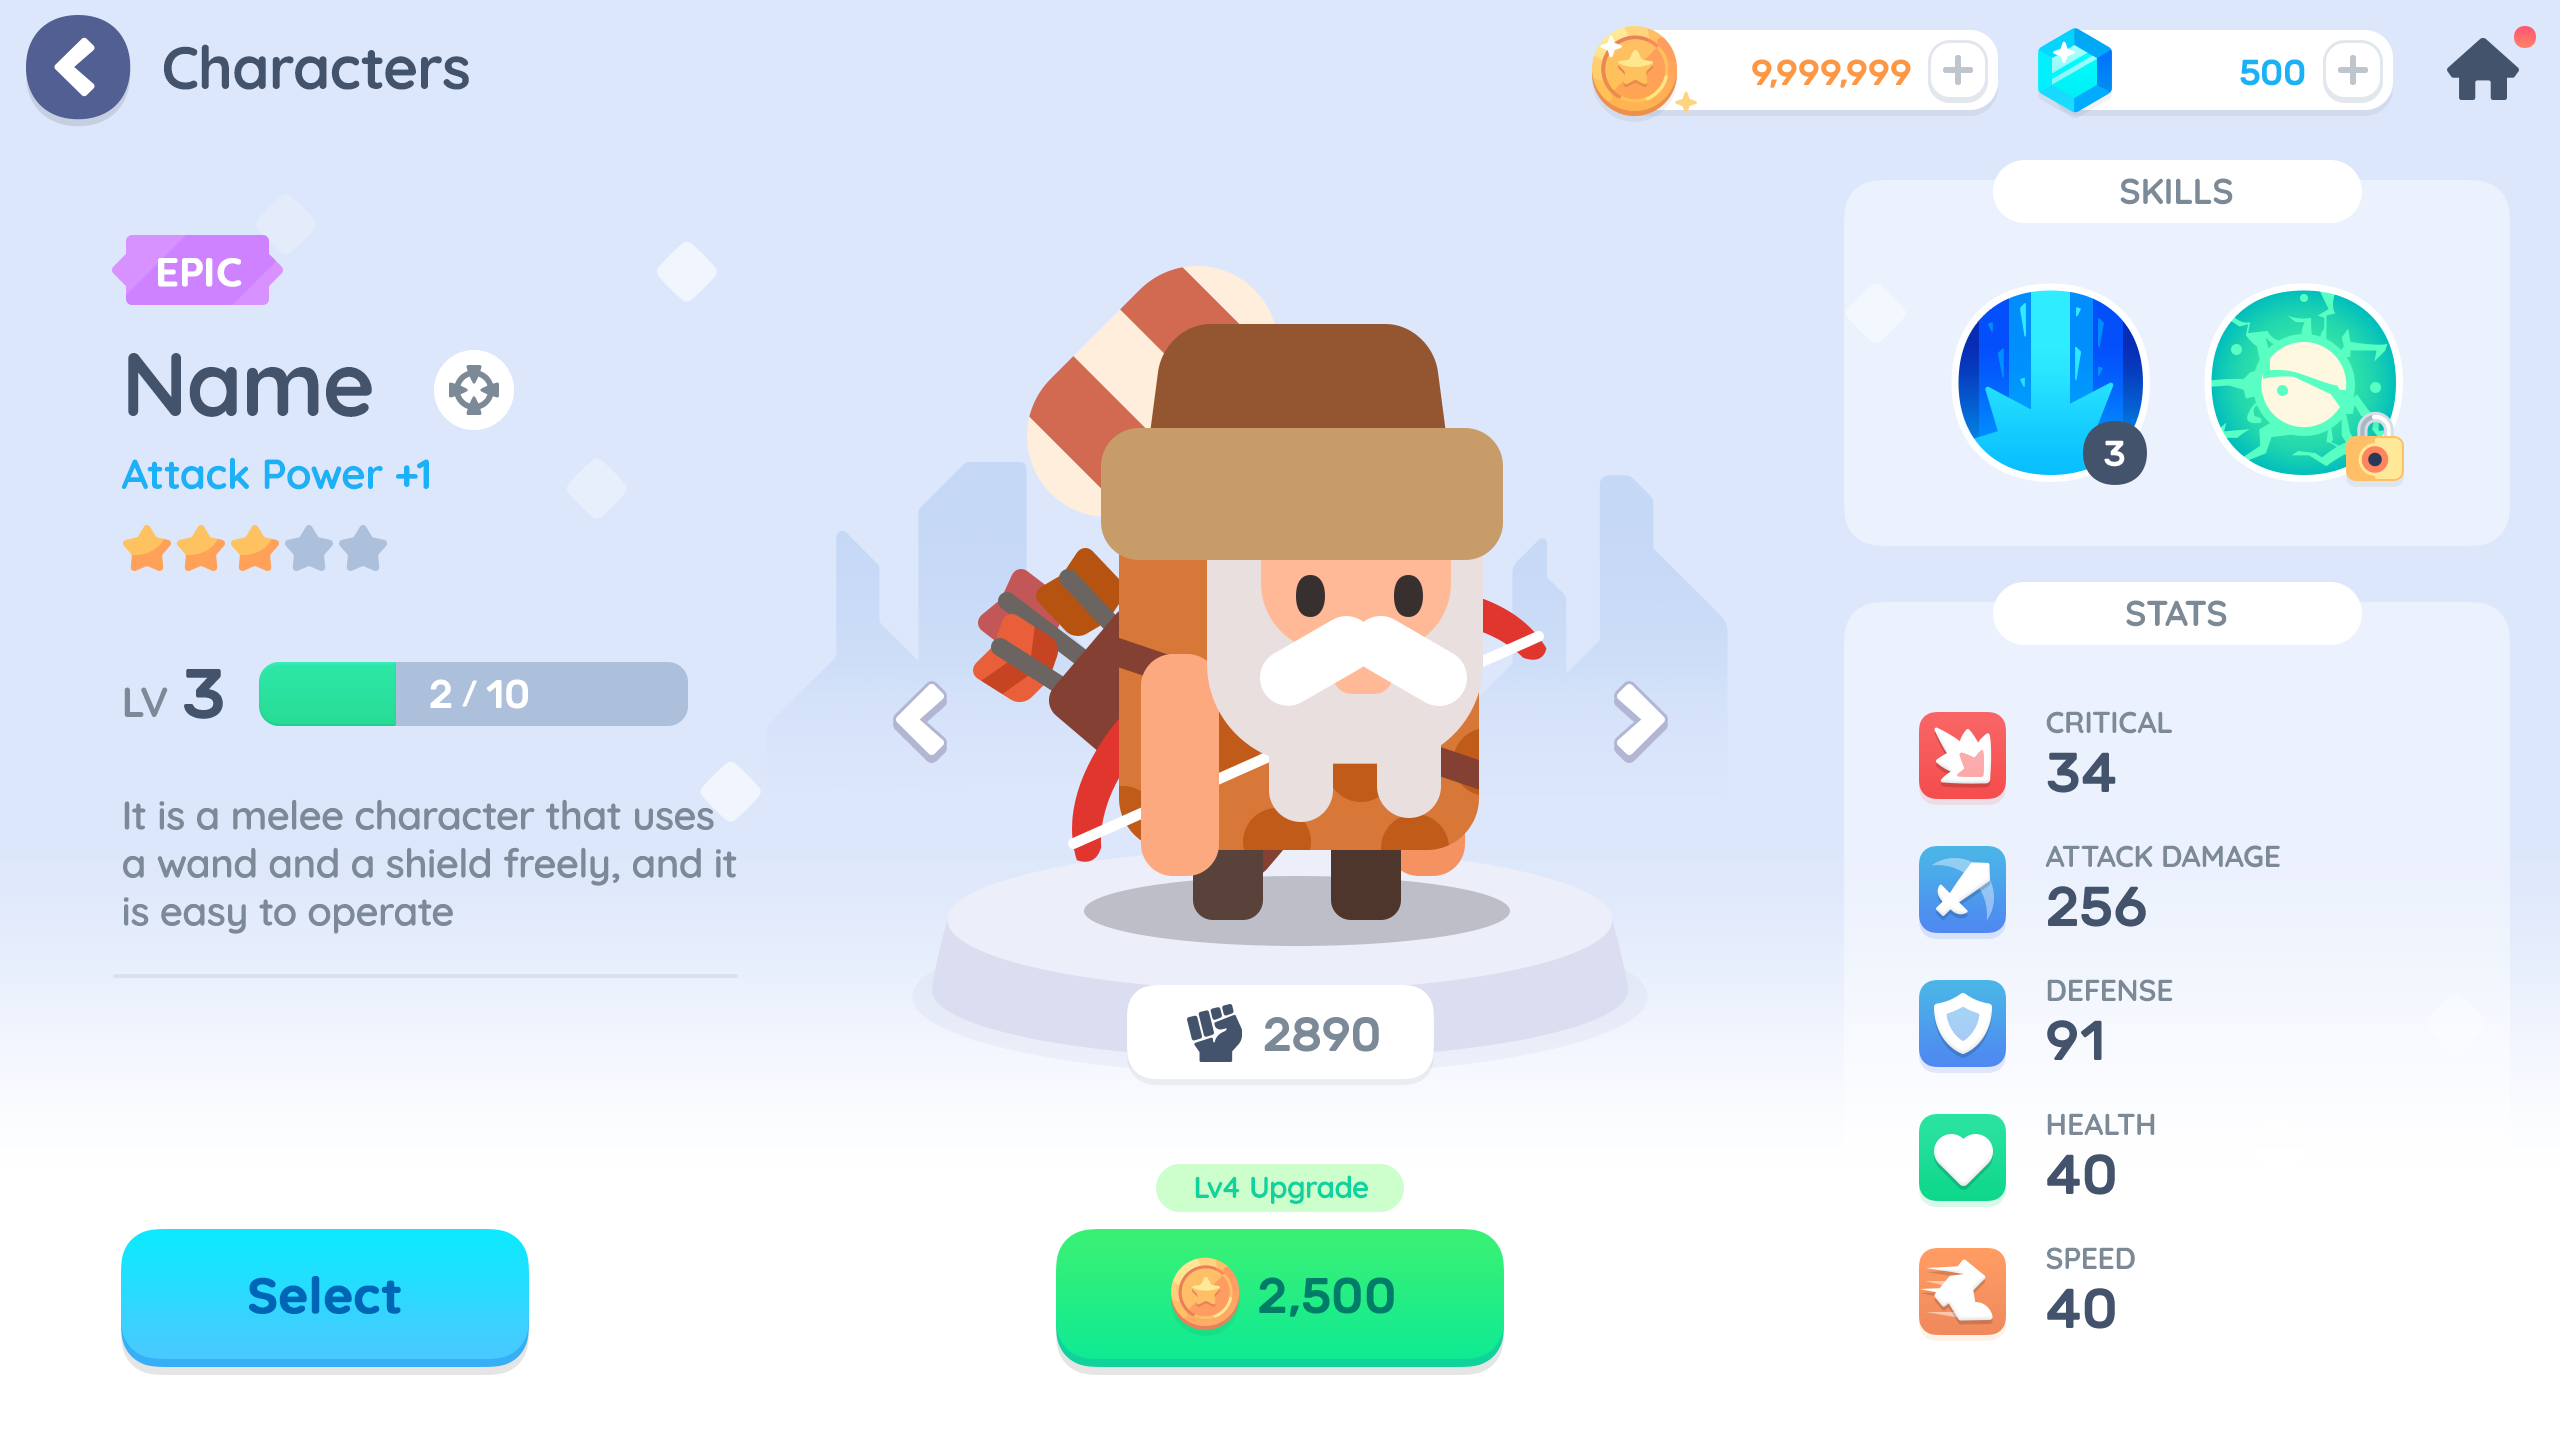 Characters
9,999,999
500
EPIC
Name
Attack Power +1
LV 3
2 / 10
It is a melee character that uses
a wand and a shield freely, and it
is easy to operate
Select
2890
Lv4 Upgrade
2,500
SKILLS
3
STATS
CRITICAL
34
ATTACK DAMAGE
256
DEFENSE
91
HEALTH
40
SPEED
40